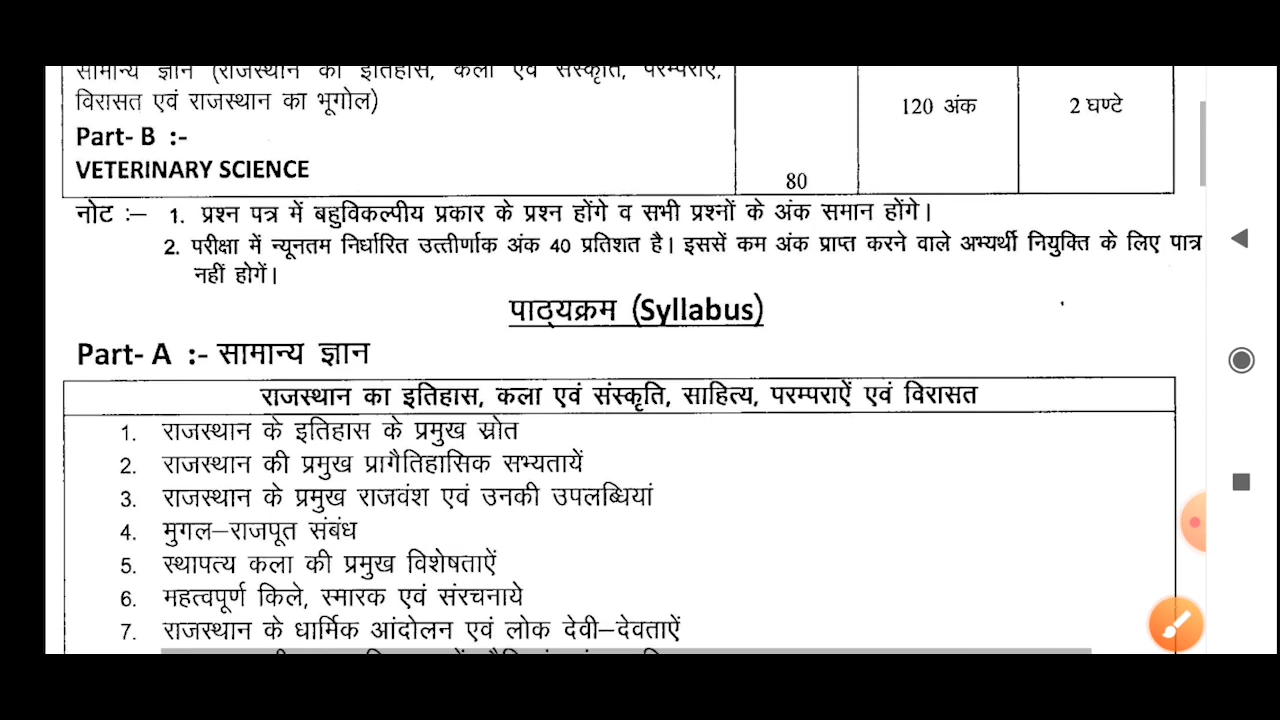 सामान्य ज्ञान (राजस्थान का इतिहास, कला एवं संस्कृति, परम्पराएं,
विरासत एवं राजस्थान का भूगोल)
120 अंक
2 घण्टे
Part- B :-
VETERINARY SCIENCE
80
नोट :– 1. प्रश्न पत्र में बहुविकल्पीय प्रकार के प्रश्न होंगे व सभी प्रश्नों के अंक समान होंगे।
2. परीक्षा में न्यूनतम निर्धारित उत्तीर्णाक अंक 40 प्रतिशत है। इससें कम अंक प्राप्त करने वाले अभ्यर्थी नियुक्ति के लिए पात्र
नहीं होगें।
पाठ्यक्रम (Syllabus)
Part- A :- सामान्य ज्ञान
राजस्थान का इतिहास, कला एवं संस्कृति, साहित्य, परम्पराऐं एवं विरासत
1. राजस्थान के इतिहास के प्रमुख स्रोत
2. राजस्थान की प्रमुख प्रागैतिहासिक सभ्यतायें
3. राजस्थान के प्रमुख राजवंश एवं उनकी उपलब्धियां
4. मुगल–राजपूत संबंध
5. स्थापत्य कला की प्रमुख विशेषताऐं
6. महत्वपूर्ण किले, स्मारक एवं संरचनाये
7. राजस्थान के धार्मिक आंदोलन एवं लोक देवी–देवताऐं